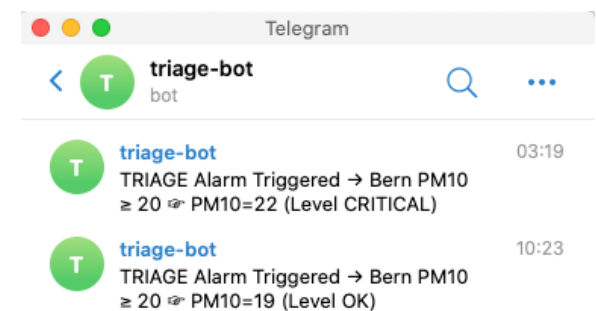 Telegram
T
triage-bot
bot
T
triage-bot
03:19
TRIAGE Alarm Triggered → Bern PM10
≥ 20 ☞ PM10=22 (Level CRITICAL)
T
triage-bot
10:23
TRIAGE Alarm Triggered → Bern PM10
≥ 20 ☞ PM10=19 (Level OK)